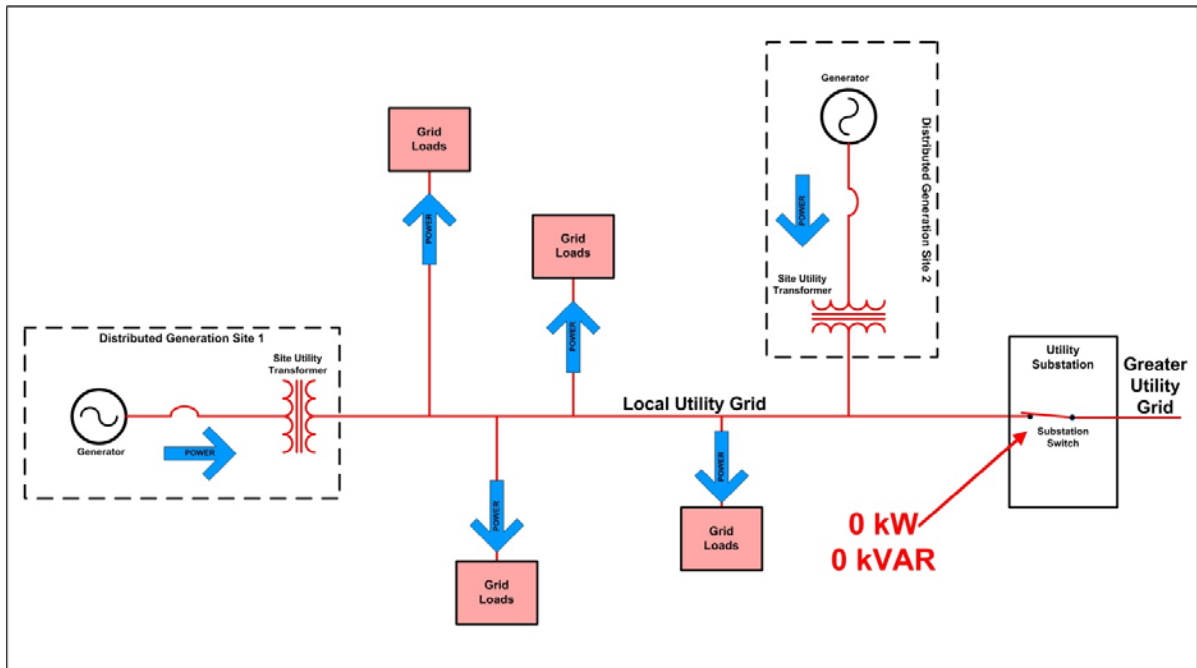 Generator
Distributed Generation Site 2
POWER
Site Utility
Transformer
Grid
Loads
POWER
Grid
Loads
POWER
Distributed Generation Site 1
Site Utility
Transformer
Generator
POWER
Local Utility Grid
Utility
Substation
Substation
Switch
Greater
Utility
Grid
POWER
Grid
Loads
POWER
Grid
Loads
0 kW
0 kVAR